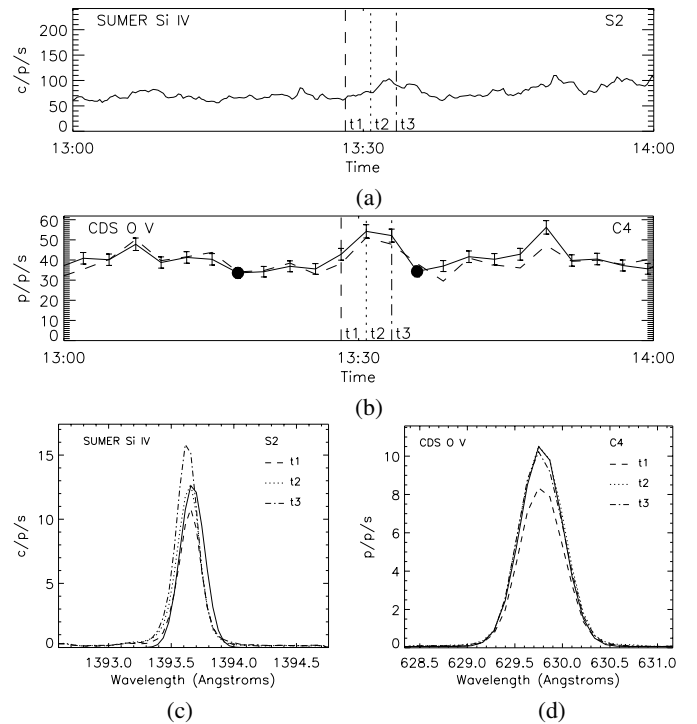 SUMER Si IV S2
200
150
100
50
0
c/p/s
t1 t2 t3
13:00 13:30 14:00
Time
(a)
CDS O V C4
60
50
40
30
20
10
0
p/p/s
t1 t2 t3
13:00 13:30 14:00
Time
(b)
SUMER Si IV S2
t1
t2
t3
15
10
5
0
c/p/s
1393.0 1393.5 1394.0 1394.5
Wavelength (Angstroms)
(c)
CDS O V C4
t1
t2
t3
10
8
6
4
2
0
p/p/s
628.5 629.0 629.5 630.0 630.5 631.0
Wavelength (Angstroms)
(d)